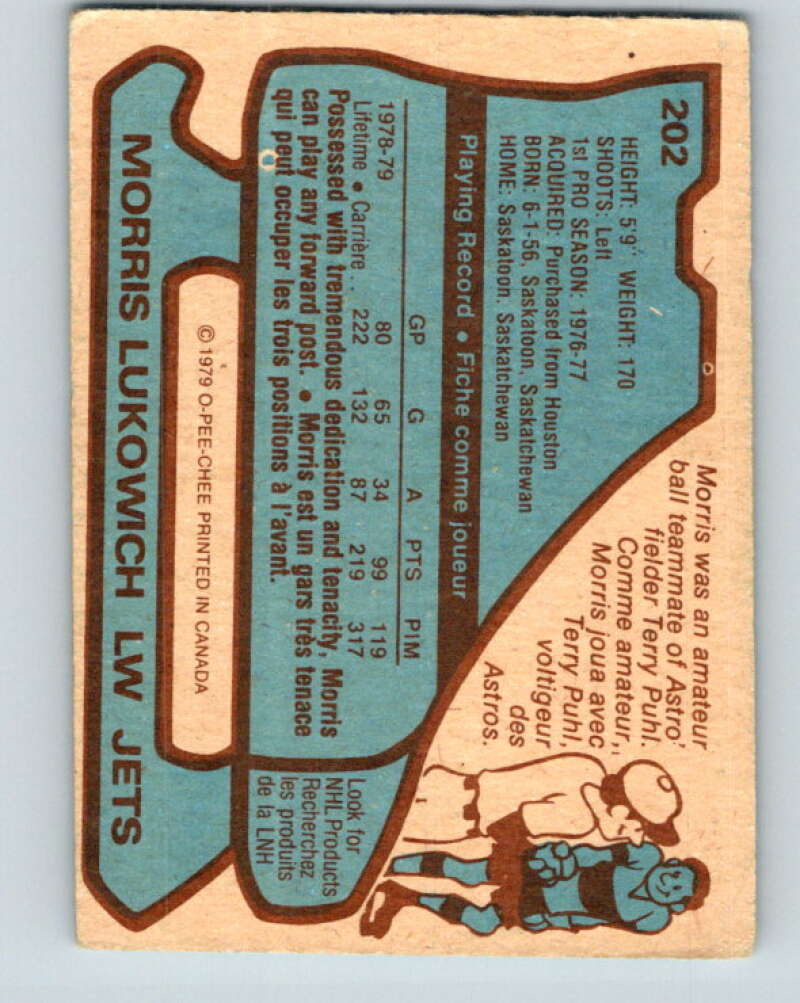 202
HEIGHT: 5'9" WEIGHT: 170
SHOOTS: Left
1st PRO SEASON: 1976-77
ACQUIRED: Purchased from Houston
BORN: 6-1-56, Saskatoon, Saskatchewan
HOME: Saskatoon, Saskatchewan
Morris was an amateur
ball teammate of Astro'
fielder Terry Puhl.
Comme amateur,
Morris joua avec
Terry Puhl,
voltigeur
des
Astros.
Playing Record • Fiche comme joueur
GP G A PTS PIM
1978-79 80 65 34 99 119
Lifetime • Carrière .. 222 132 87 219 317
Possessed with tremendous dedication and tenacity, Morris
can play any forward post. • Morris est un gars très tenace
qui peut occuper les trois positions à l'avant.
Look for
NHL Products
Recherchez
les produits
de la LNH
© 1979 O-PEE-CHEE PRINTED IN CANADA
MORRIS LUKOWICH LW JETS